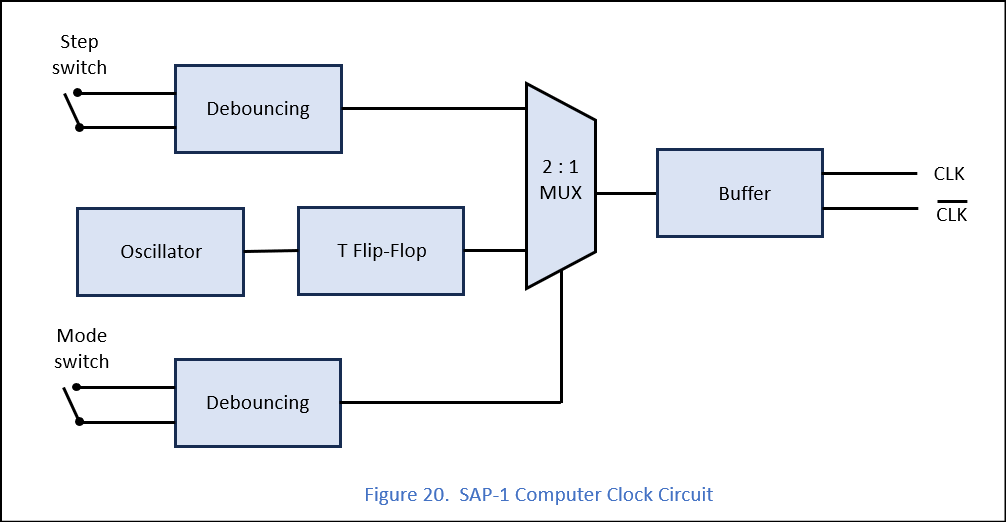 Step
switch
Debouncing
2 : 1
MUX
Buffer
CLK
C̅L̅K̅
Oscillator
T Flip-Flop
Mode
switch
Debouncing
Figure 20.  SAP-1 Computer Clock Circuit